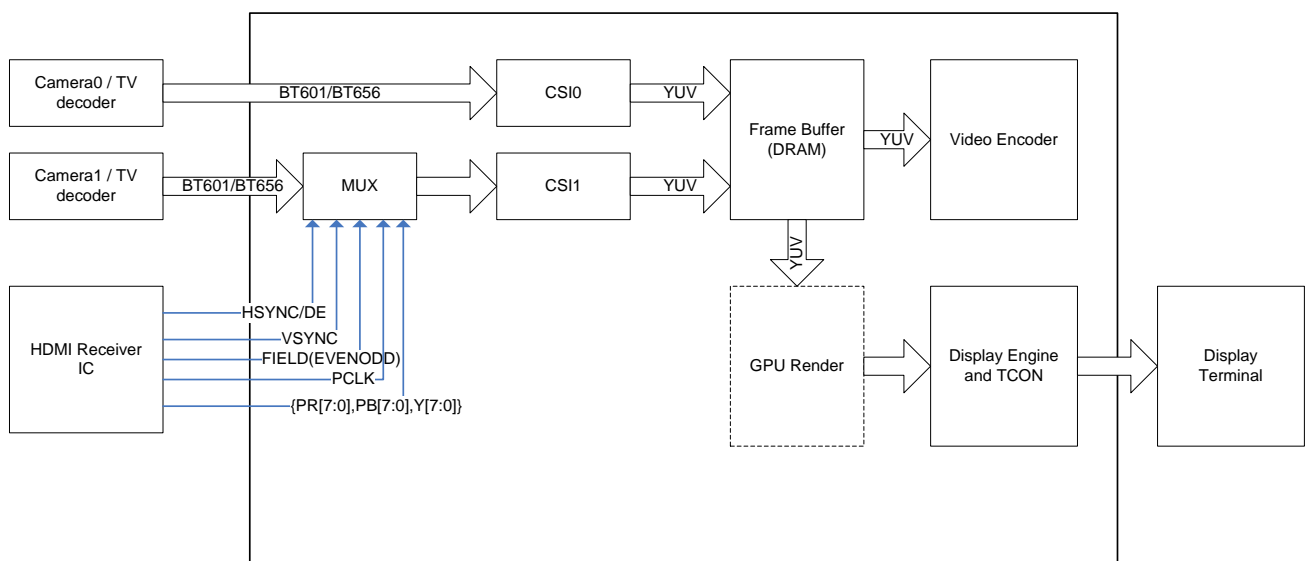 Camera0 / TV
decoder
BT601/BT656
CSI0
YUV
Frame Buffer
(DRAM)
YUV
Video Encoder
Camera1 / TV
decoder
BT601/BT656
MUX
CSI1
YUV
YUV
HDMI Receiver
IC
HSYNC/DE
VSYNC
FIELD(EVENODD)
PCLK
{PR[7:0],PB[7:0],Y[7:0]}
GPU Render
Display Engine
and TCON
Display
Terminal